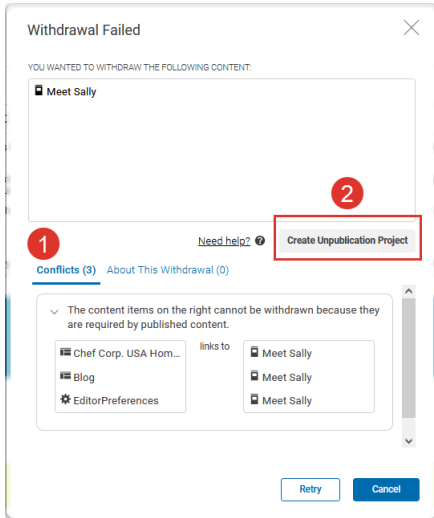 Withdrawal Failed
YOU WANTED TO WITHDRAW THE FOLLOWING CONTENT:
Meet Sally
2
1
Need help?
Create Unpublication Project
Conflicts (3) About This Withdrawal (0)
The content items on the right cannot be withdrawn because they
are required by published content.
Chef Corp. USA Hom... links to Meet Sally
Blog Meet Sally
EditorPreferences Meet Sally
Retry Cancel